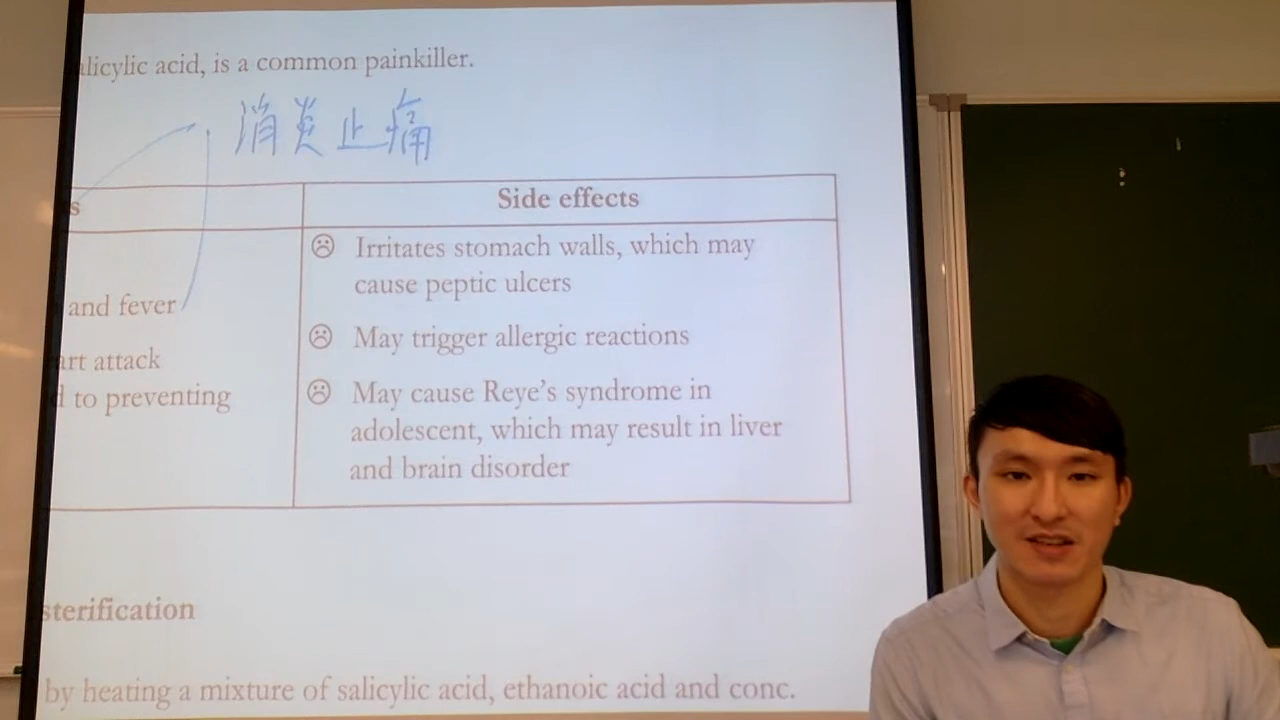 alicylic acid, is a common painkiller.
消炎止痛
s
Side effects
and fever
art attack
d to preventing
Irritates stomach walls, which may
cause peptic ulcers
May trigger allergic reactions
May cause Reye's syndrome in
adolescent, which may result in liver
and brain disorder
sterification
by heating a mixture of salicylic acid, ethanoic acid and conc.